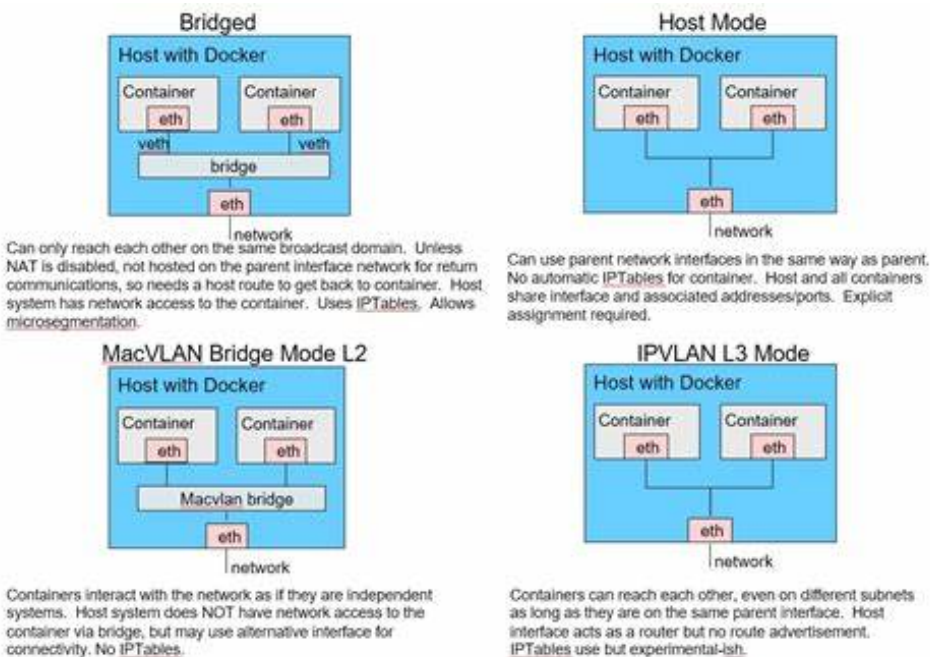 Bridged
Host with Docker
Container
Container
eth
eth
veth
veth
bridge
eth
network
Can only reach each other on the same broadcast domain. Unless
NAT is disabled, not hosted on the parent interface network for return
communications, so needs a host route to get back to container. Host
system has network access to the container. Uses IPTables. Allows
microsegmentation.
Host Mode
Host with Docker
Container
Container
eth
eth
eth
network
Can use parent network interfaces in the same way as parent.
No automatic IPTables for container. Host and all containers
share interface and associated addresses/ports. Explicit
assignment required.
MacVLAN Bridge Mode L2
Host with Docker
Container
Container
eth
eth
Macvlan bridge
eth
network
Containers interact with the network as if they are independent
systems. Host system does NOT have network access to the
container via bridge, but may use alternative interface for
connectivity. No IPTables.
IPVLAN L3 Mode
Host with Docker
Container
Container
eth
eth
eth
network
Containers can reach each other, even on different subnets
as long as they are on the same parent interface. Host
interface acts as a router but no route advertisement.
IPTables use but experimental-ish.